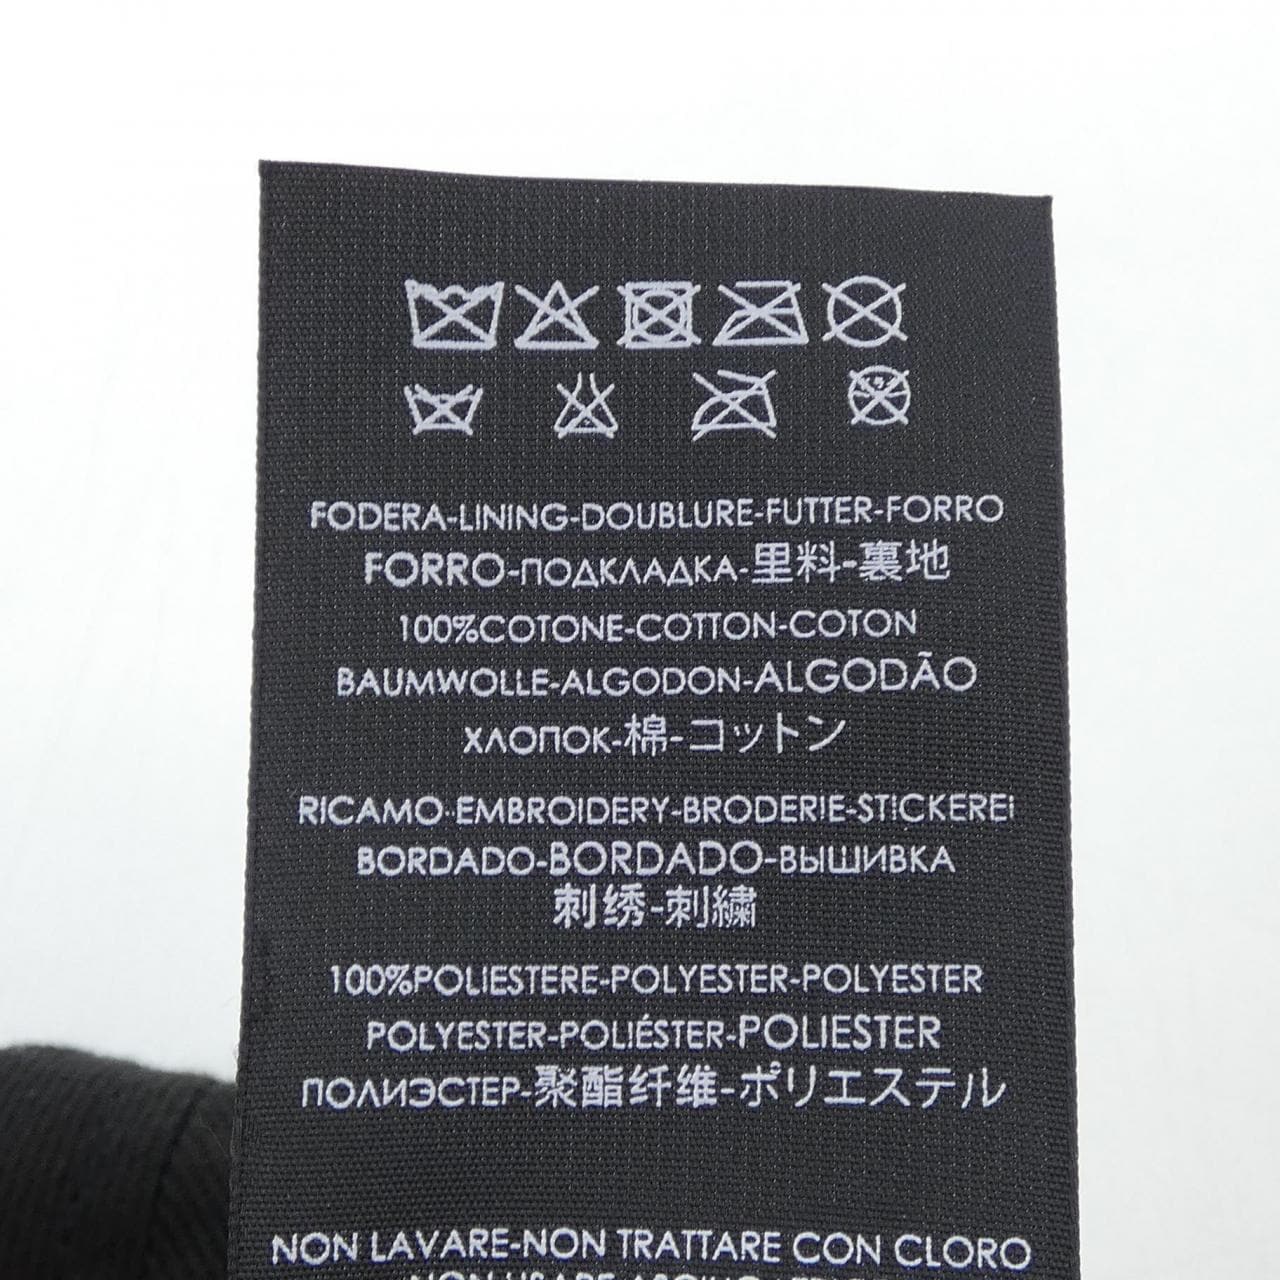 FODERA-LINING-DOUBLURE-FUTTER-FORRO
FORRO-ПОДКЛАДКА-里料-裏地
100%COTONE-COTTON-COTON
BAUMWOLLE-ALGODON-ALGODÃO
ХЛОПОК-棉-コットン
RICAMO-EMBROIDERY-BRODERIE-STICKEREI
BORDADO-BORDADO-ВЫШИВКА
刺绣-刺繍
100%POLIESTERE-POLYESTER-POLYESTER
POLYESTER-POLIÉSTER-POLIESTER
ПОЛИЭСТЕР-聚酯纤维-ポリエステル
NON LAVARE-NON TRATTARE CON CLORO